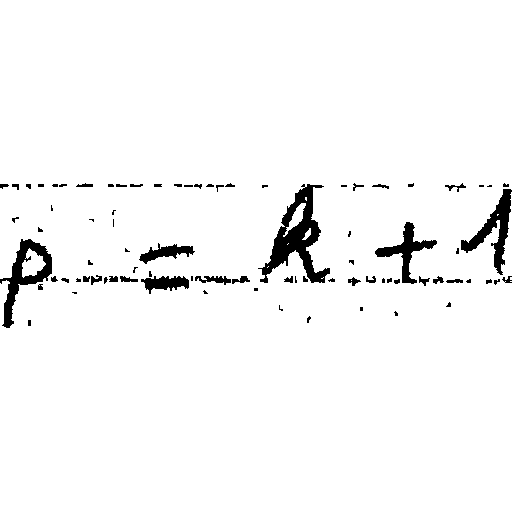 p = k + 1